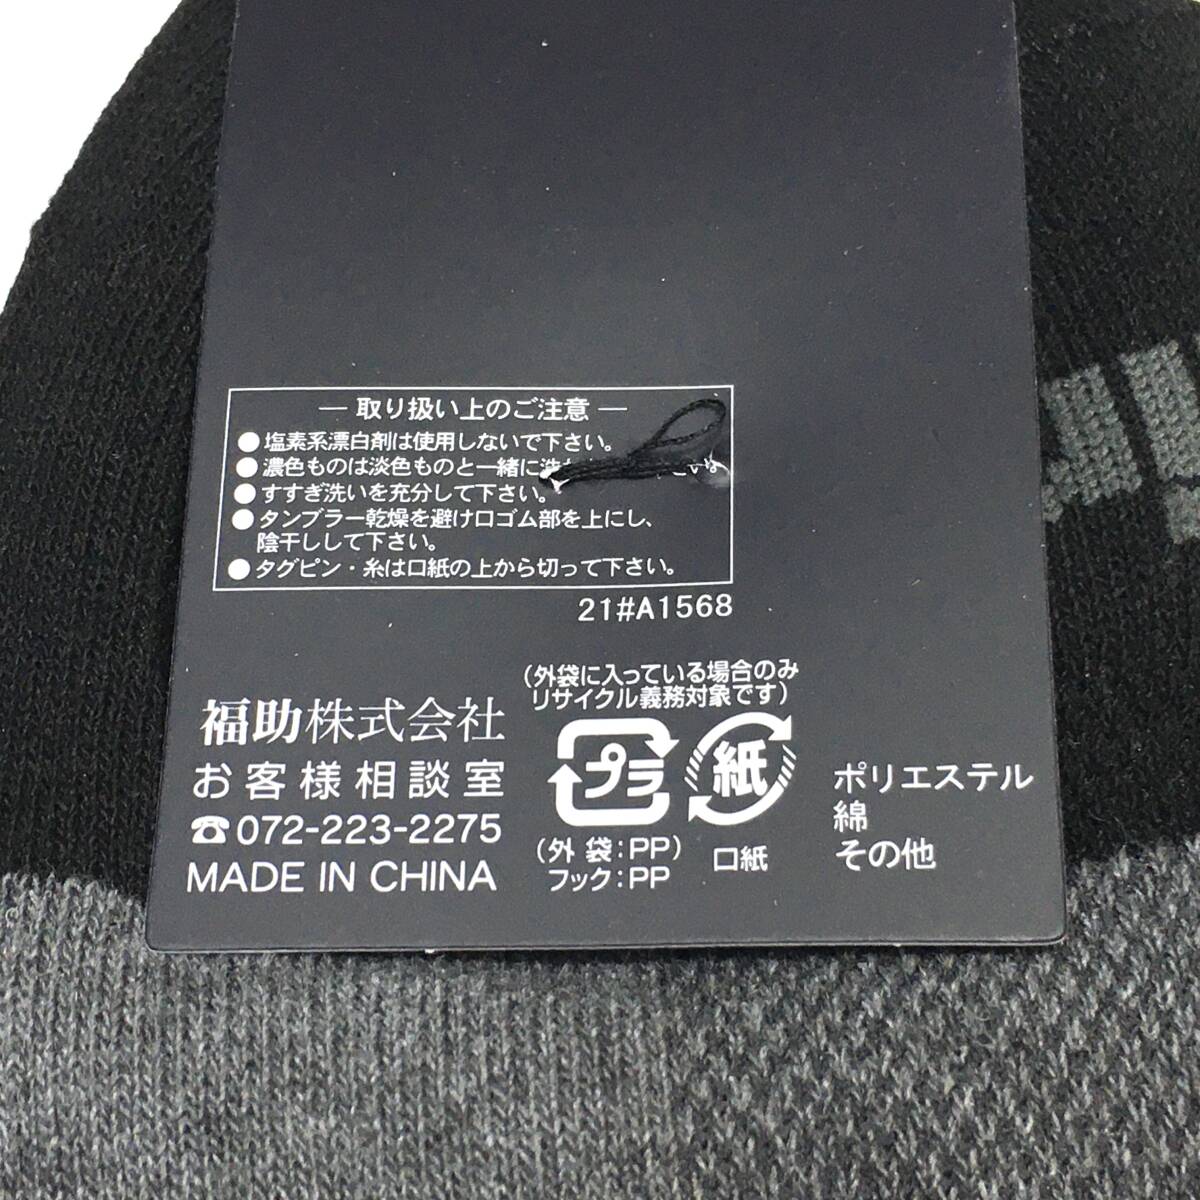 ― 取り扱い上のご注意 ―
●塩素系漂白剤は使用しないで下さい。
●濃色ものは淡色ものと一緒に
●すすぎ洗いを充分して下さい。
●タンブラー乾燥を避け口ゴム部を上にし、
陰干しして下さい。
●タグピン・糸は口紙の上から切って下さい。
21#A1568
(外袋に入っている場合のみ
リサイクル義務対象です)
福助株式会社
お客様相談室
☎072-223-2275
MADE IN CHINA
プラ
(外 袋:PP)
フック:PP
紙
口紙
ポリエステル
綿
その他